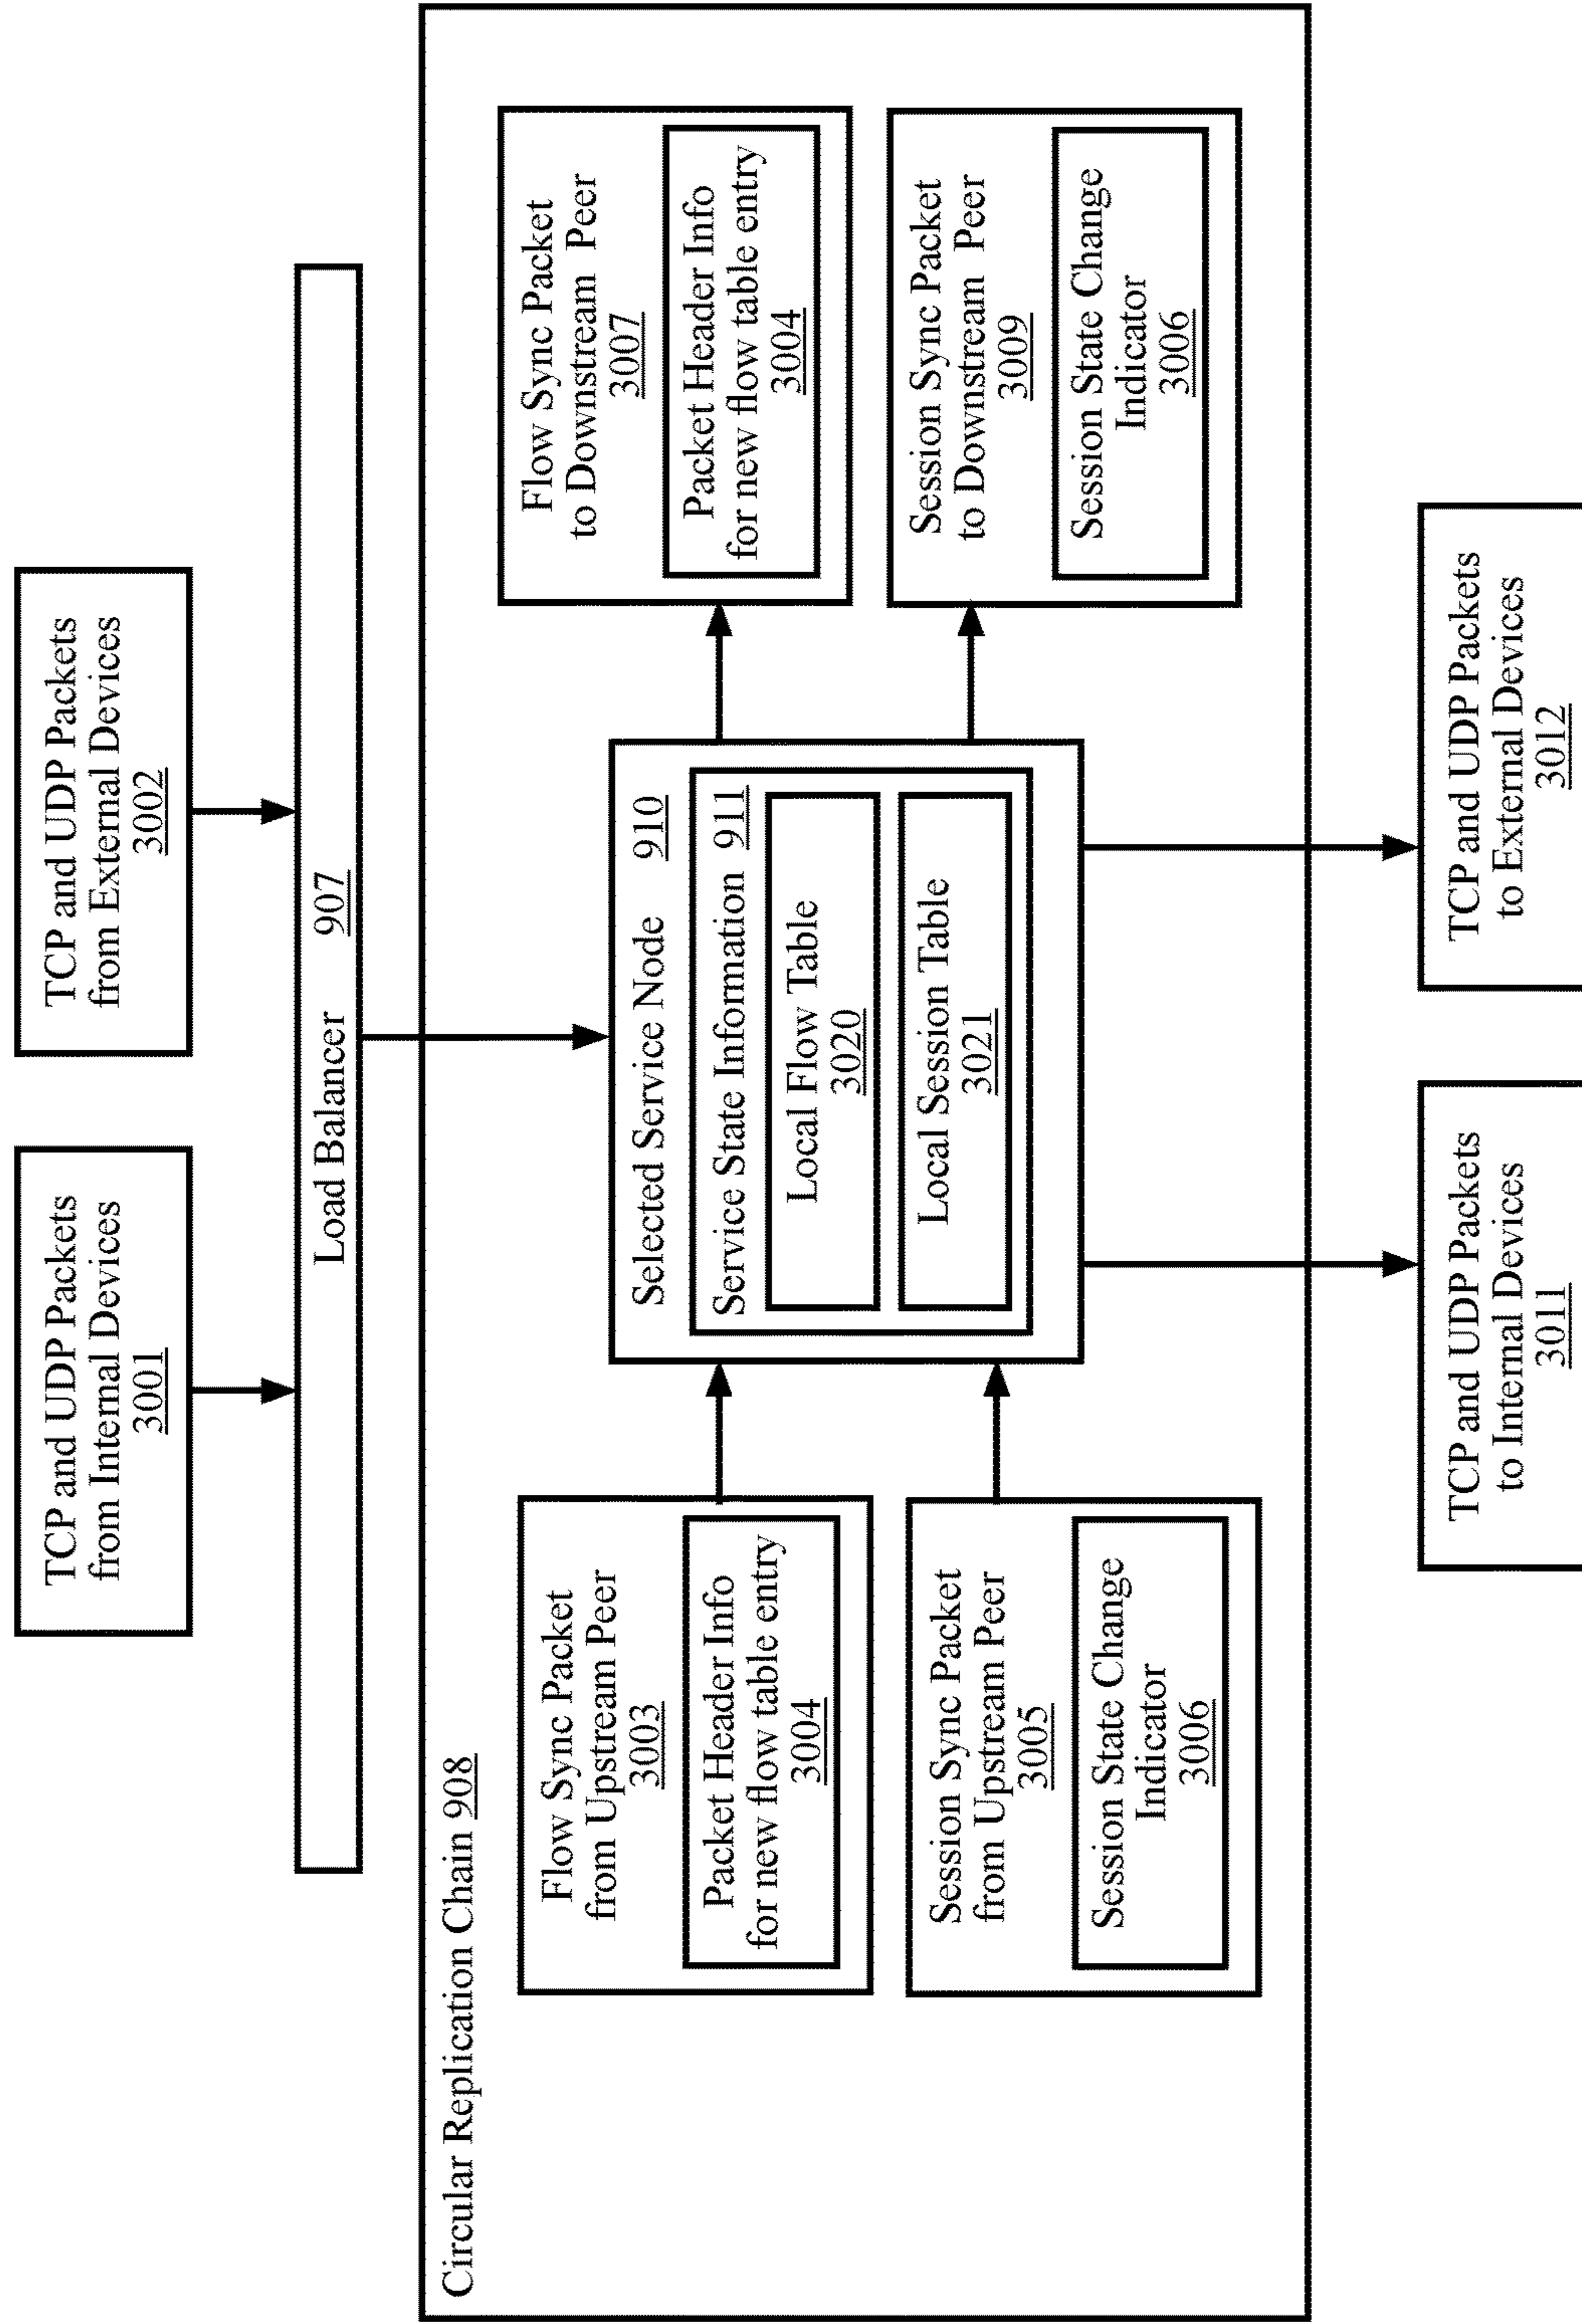 TCP and UDP Packets
from Internal Devices
3001
TCP and UDP Packets
from External Devices
3002
Load Balancer 907
Circular Replication Chain 908
Flow Sync Packet
from Upstream Peer
3003
Packet Header Info
for new flow table entry
3004
Session Sync Packet
from Upstream Peer
3005
Session State Change
Indicator
3006
Selected Service Node 910
Service State Information 911
Local Flow Table
3020
Local Session Table
3021
Flow Sync Packet
to Downstream Peer
3007
Packet Header Info
for new flow table entry
3004
Session Sync Packet
to Downstream Peer
3009
Session State Change
Indicator
3006
TCP and UDP Packets
to Internal Devices
3011
TCP and UDP Packets
to External Devices
3012